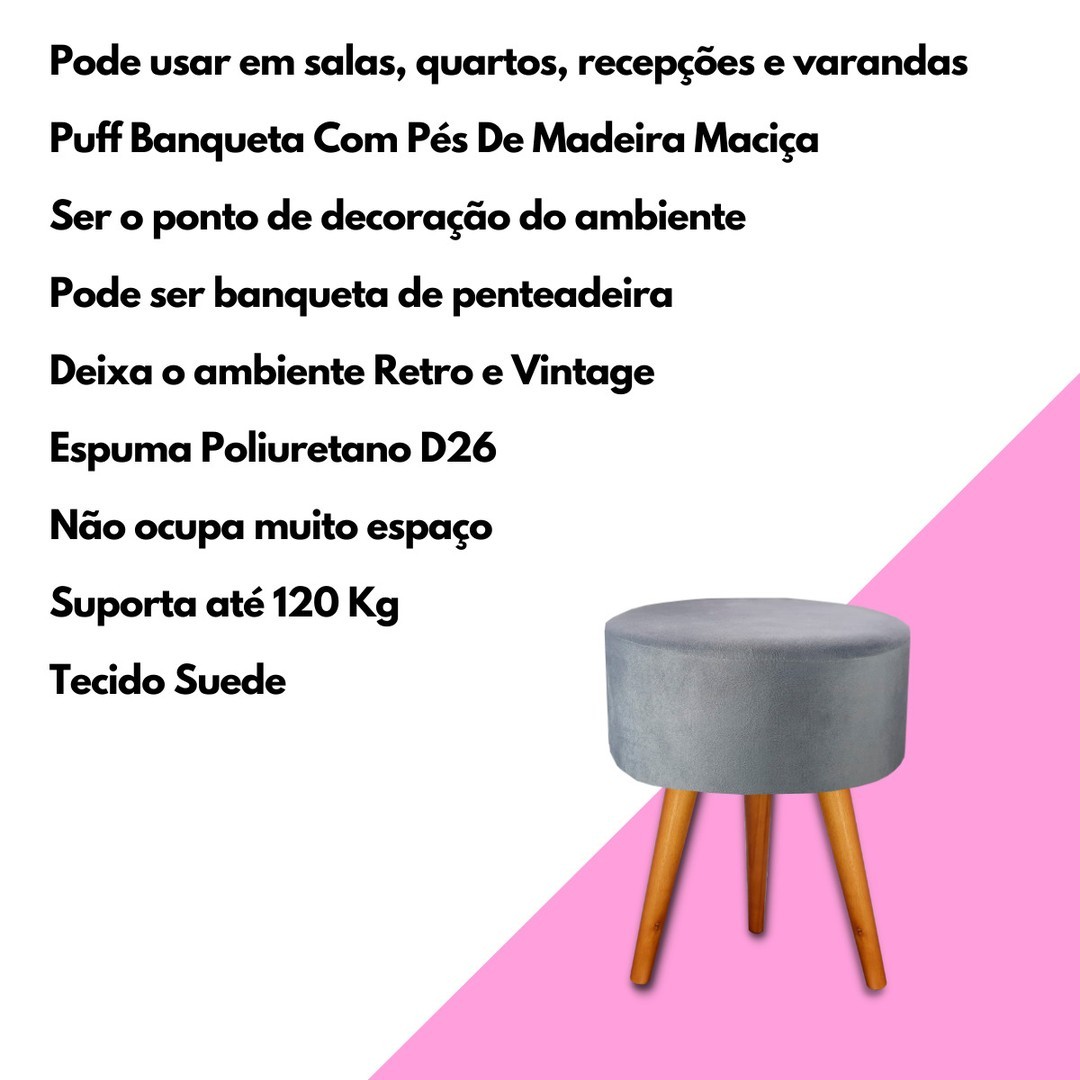 Pode usar em salas, quartos, recepções e varandas
Puff Banqueta Com Pés De Madeira Maciça
Ser o ponto de decoração do ambiente
Pode ser banqueta de penteadeira
Deixa o ambiente Retro e Vintage
Espuma Poliuretano D26
Não ocupa muito espaço
Suporta até 120 Kg
Tecido Suede